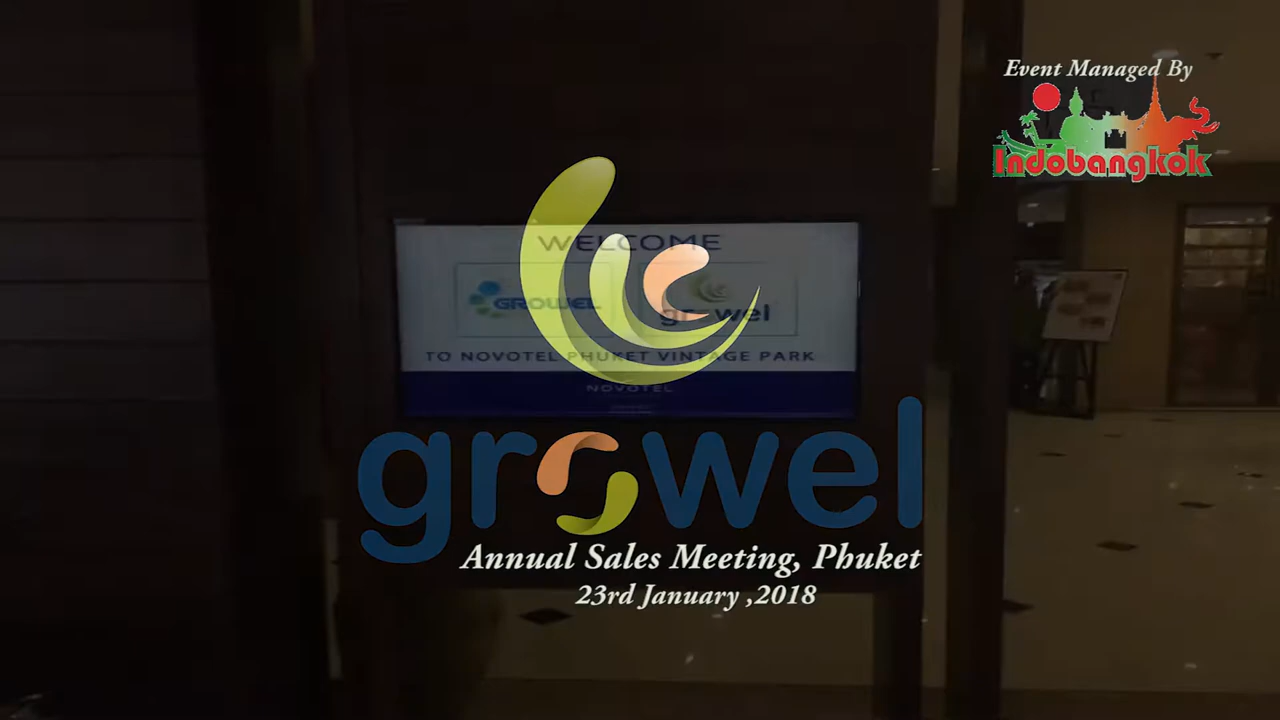 Event Managed By
Indobangkok
WELCOME
GROWEL
growel
TO NOVOTEL PHUKET VINTAGE PARK
NOVOTEL
growel
Annual Sales Meeting, Phuket
23rd January ,2018